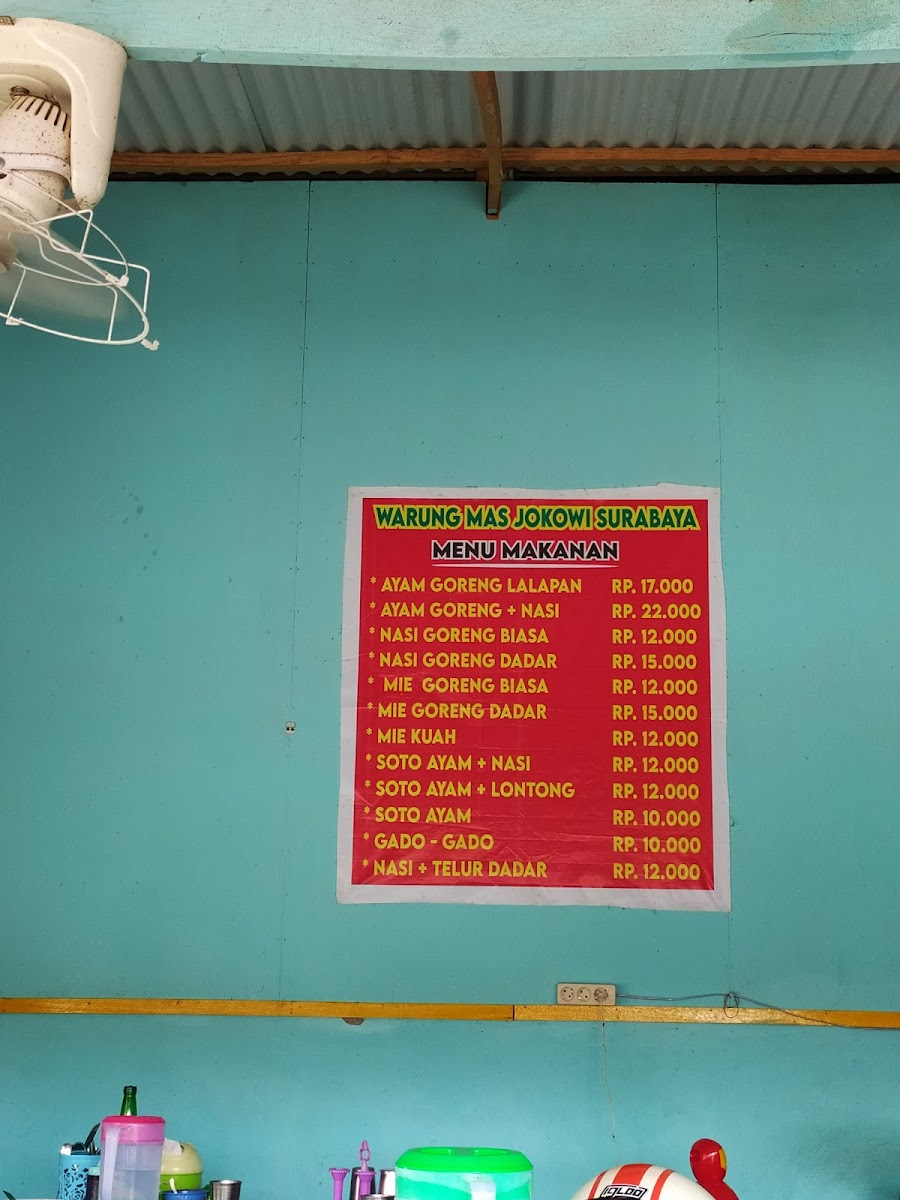 WARUNG MAS JOKOWI SURABAYA
MENU MAKANAN
* AYAM GORENG LALAPAN RP. 17.000
* AYAM GORENG + NASI RP. 22.000
* NASI GORENG BIASA RP. 12.000
* NASI GORENG DADAR RP. 15.000
* MIE GORENG BIASA RP. 12.000
* MIE GORENG DADAR RP. 15.000
* MIE KUAH RP. 12.000
* SOTO AYAM + NASI RP. 12.000
* SOTO AYAM + LONTONG RP. 12.000
* SOTO AYAM RP. 10.000
* GADO - GADO RP. 10.000
* NASI + TELUR DADAR RP. 12.000
IGLOO